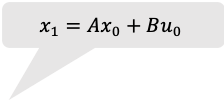 x₁ = Ax₀ + Bu₀